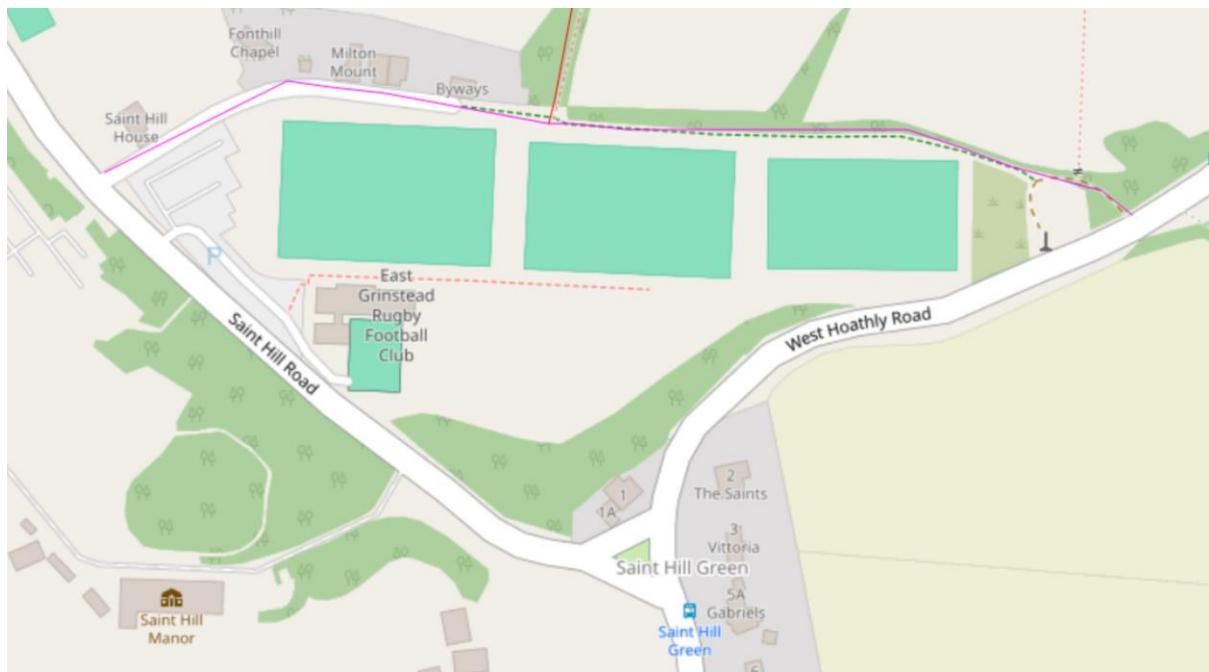 Fonthill
Chapel
Milton
Mount
Byways
Saint Hill
House
P
East
Grinstead
Rugby
Football
Club
Saint Hill Road
West Hoathly Road
1
1A
2
The Saints
3
Vittoria
Saint Hill Green
5A
Gabriels
Saint Hill
Green
6
Saint Hill
Manor